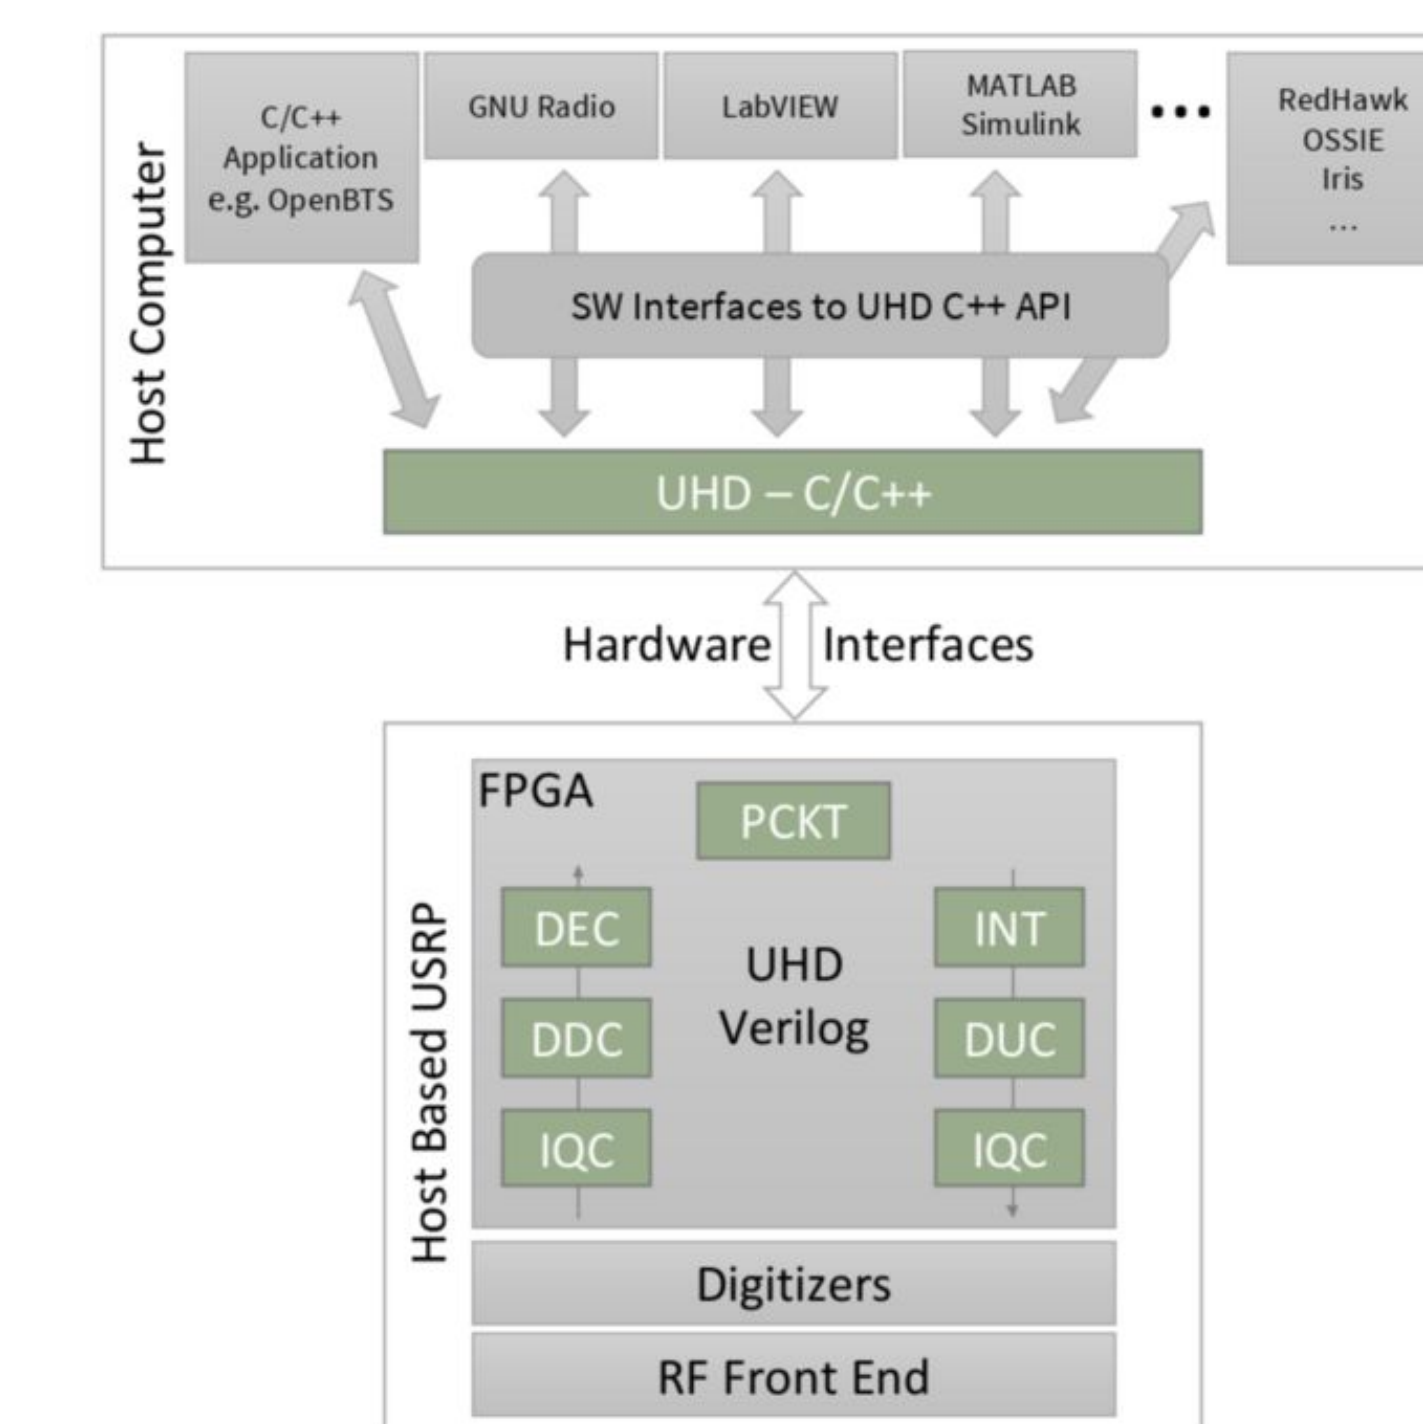 Host Computer
C/C++
Application
e.g. OpenBTS
GNU Radio
LabVIEW
MATLAB
Simulink
...
RedHawk
OSSIE
Iris
...
SW Interfaces to UHD C++ API
UHD – C/C++
Hardware Interfaces
Host Based USRP
FPGA
PCKT
DEC
DDC
IQC
UHD
Verilog
INT
DUC
IQC
Digitizers
RF Front End